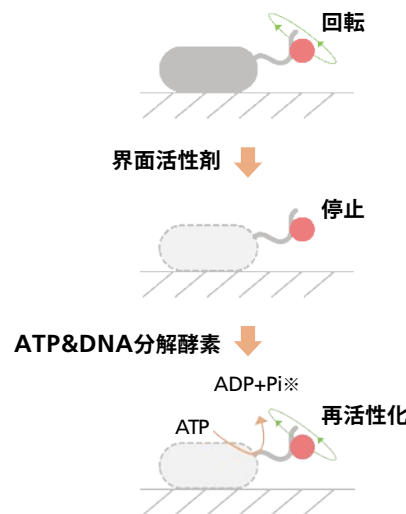 回転
界面活性剤
停止
ATP&DNA分解酵素
ADP+Pi※
再活性化
ATP